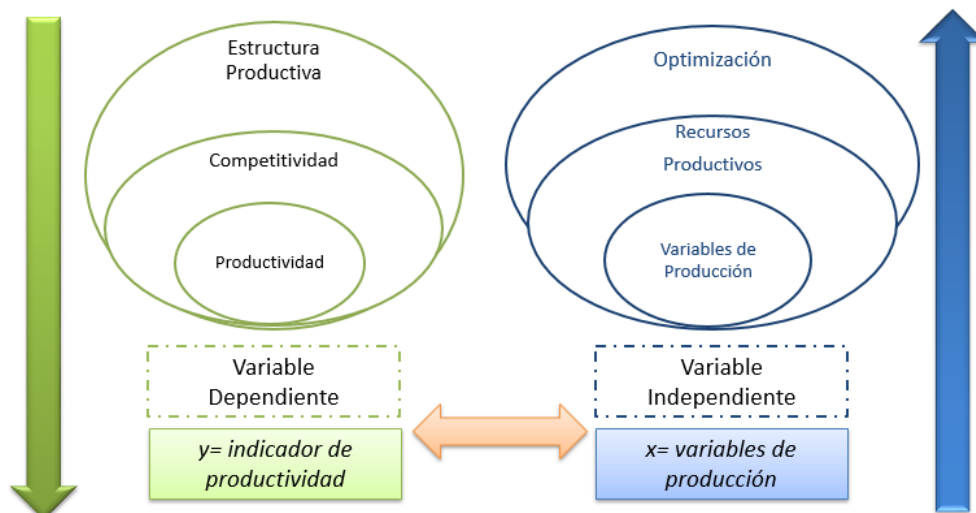 Estructura
Productiva
Competitividad
Productividad
Variable
Dependiente
y= indicador de
productividad
Optimización
Recursos
Productivos
Variables de
Producción
Variable
Independiente
x= variables de
producción